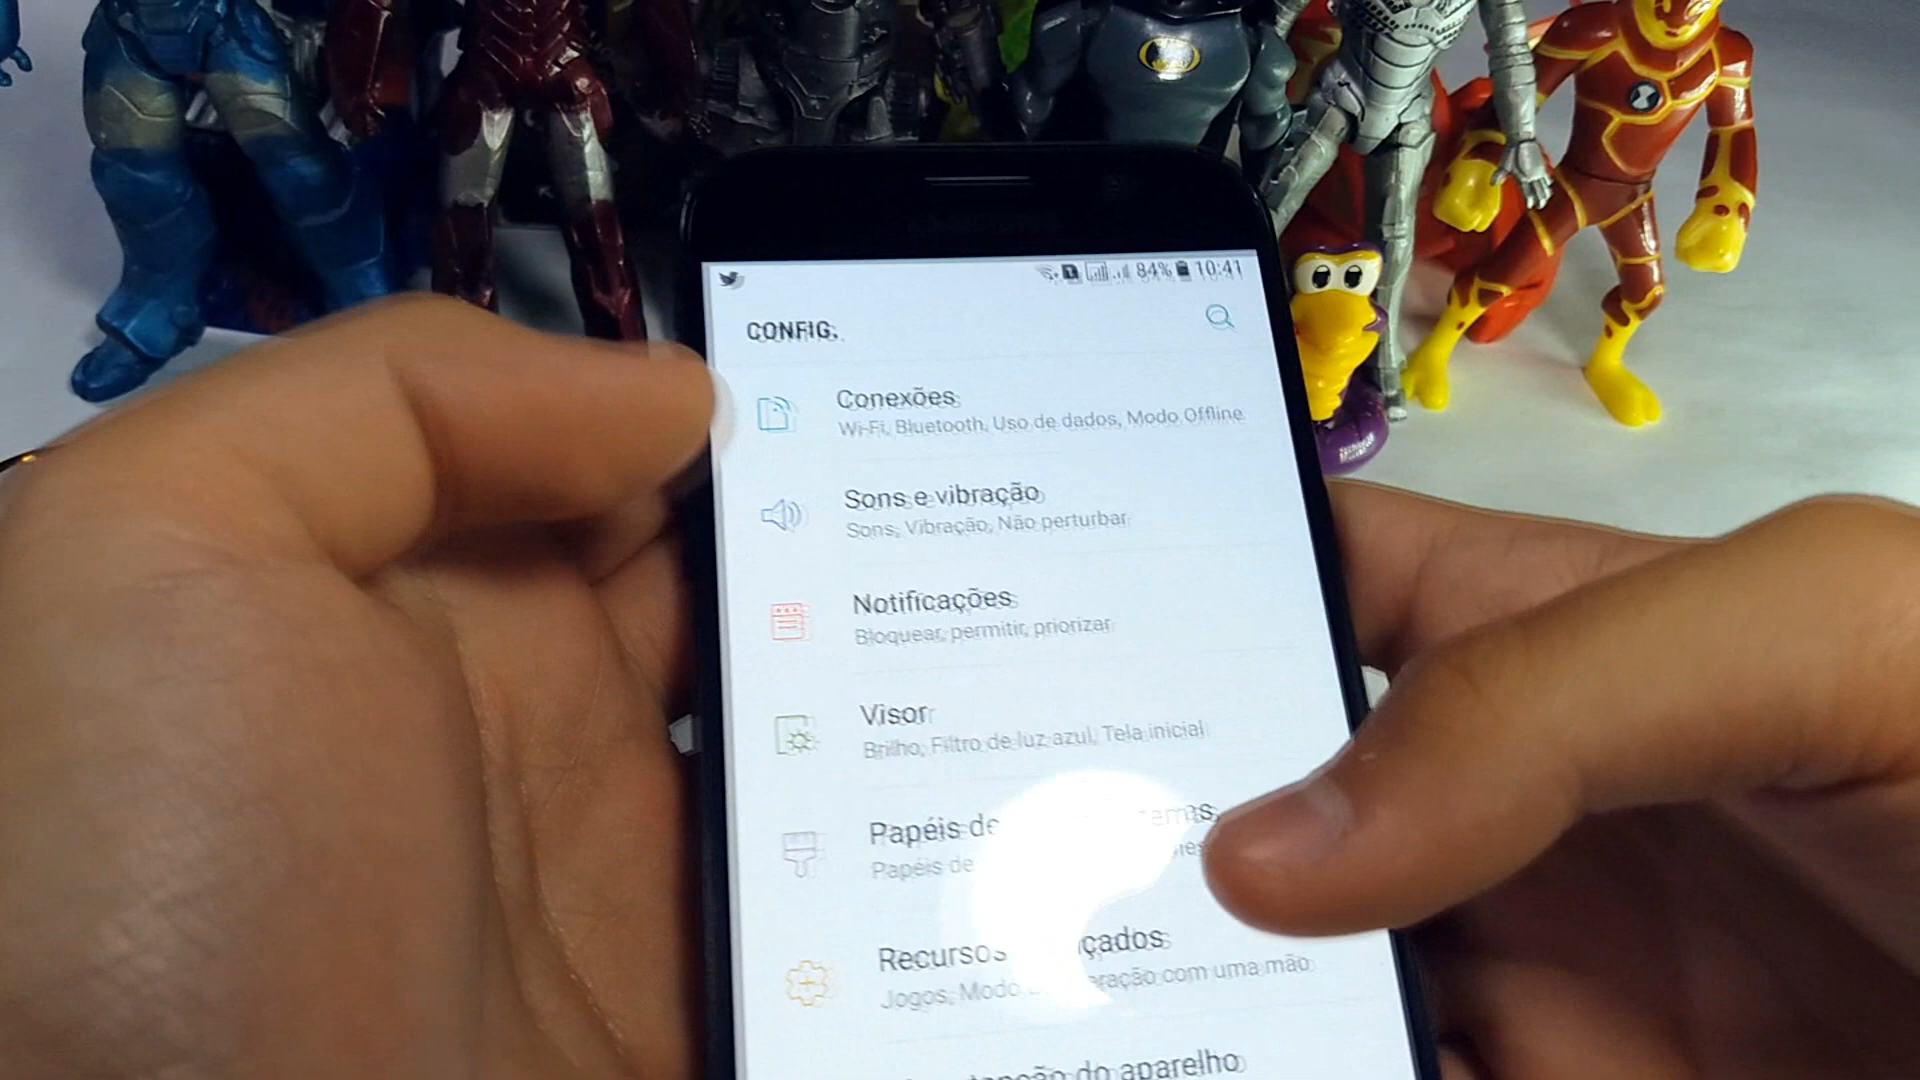 84% 10:41
CONFIG.
Conexões
Wi-Fi, Bluetooth, Uso de dados, Modo Offline
Sons e vibração
Sons, Vibração, Não perturbar
Notificações
Bloquear, permitir, priorizar
Visor
Brilho, Filtro de luz azul, Tela inicial
Papéis de
Papéis de
Recursos
Jogos, Modo com uma mão
do aparelho